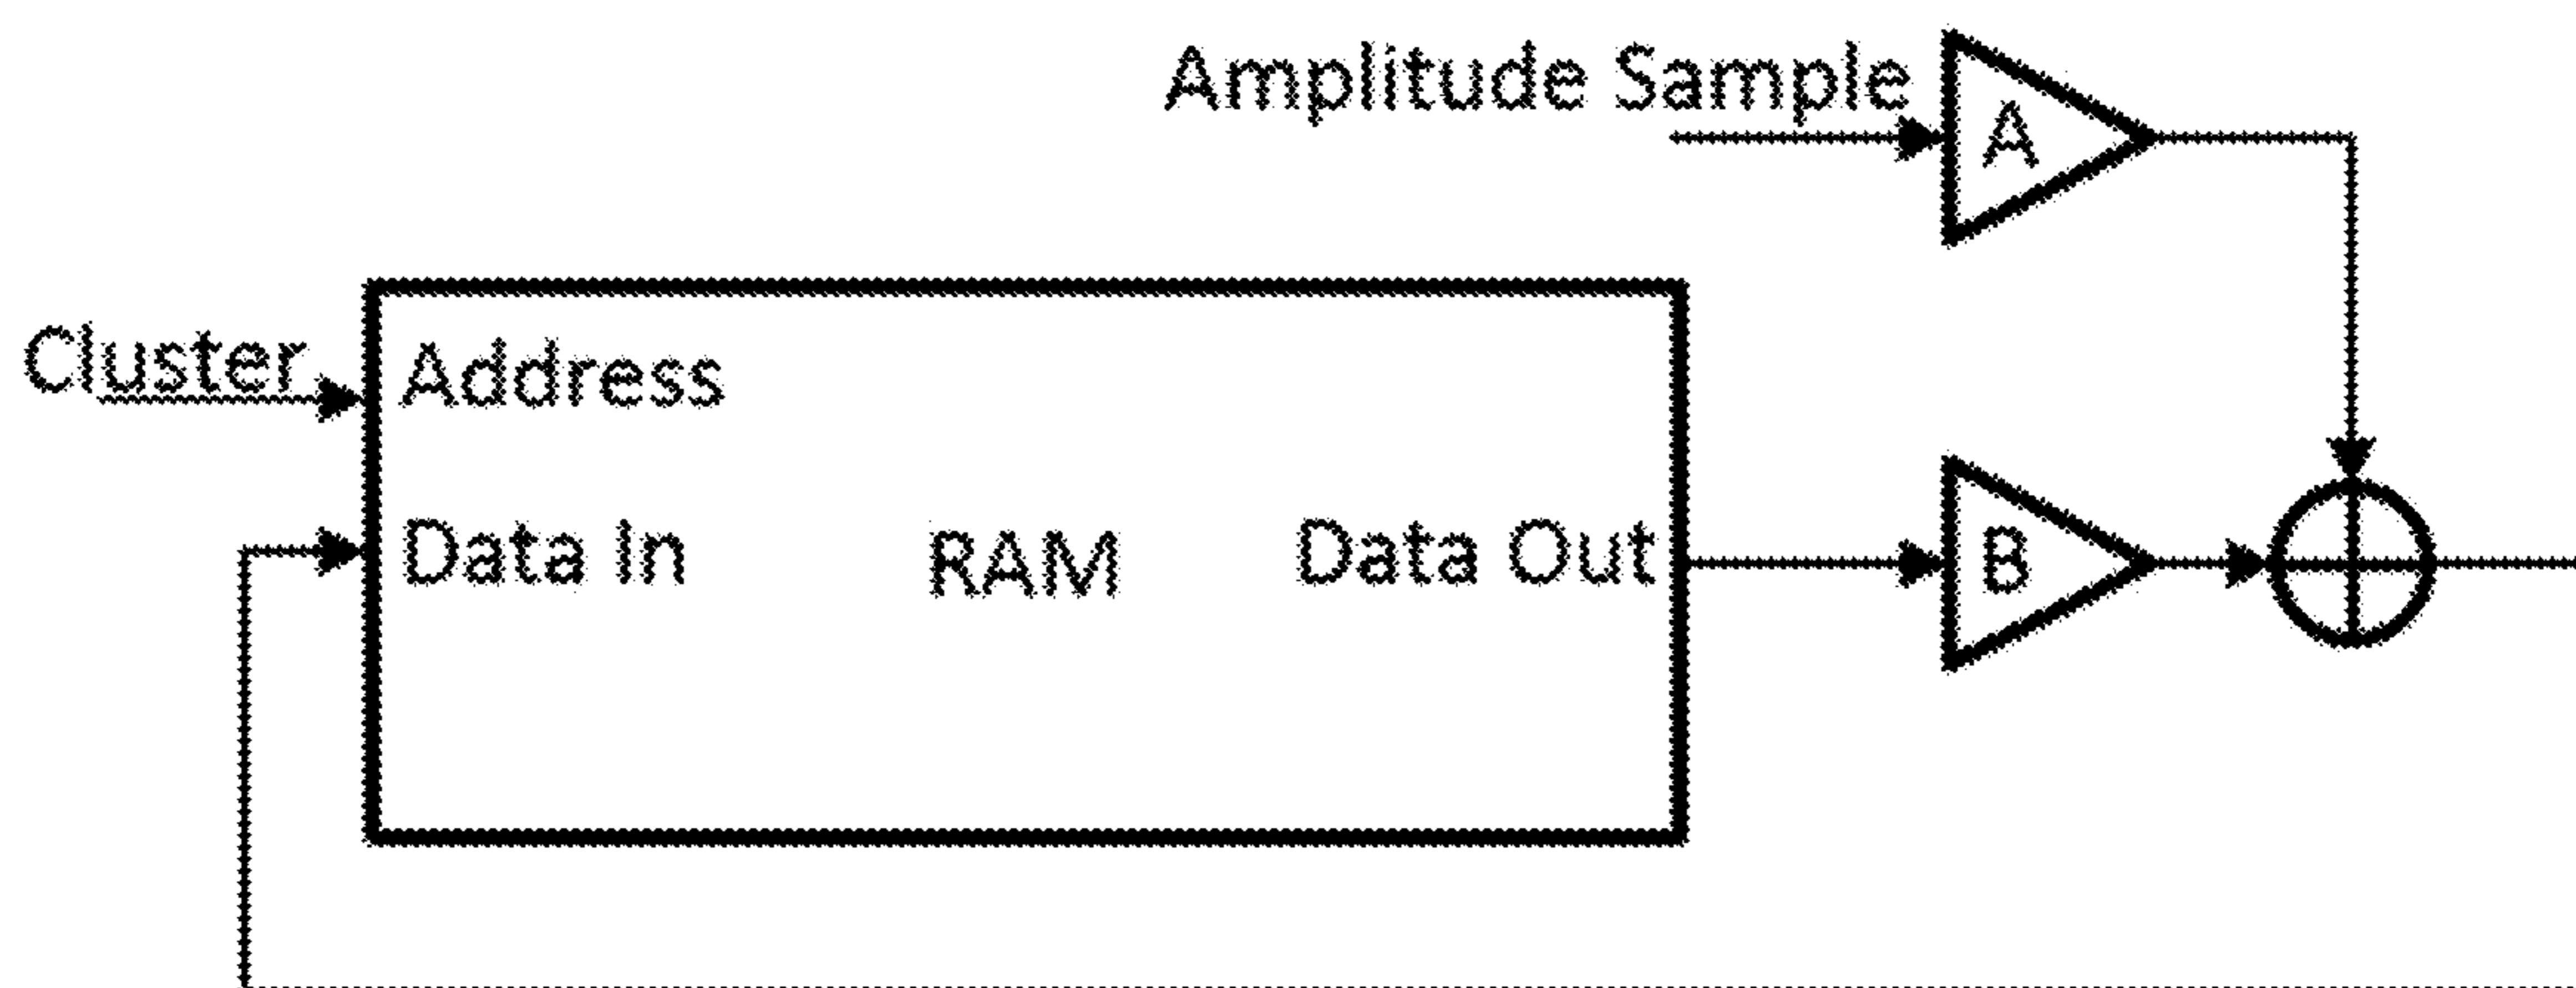 Amplitude Sample
A
Cluster
Address
Data In
RAM
Data Out
B